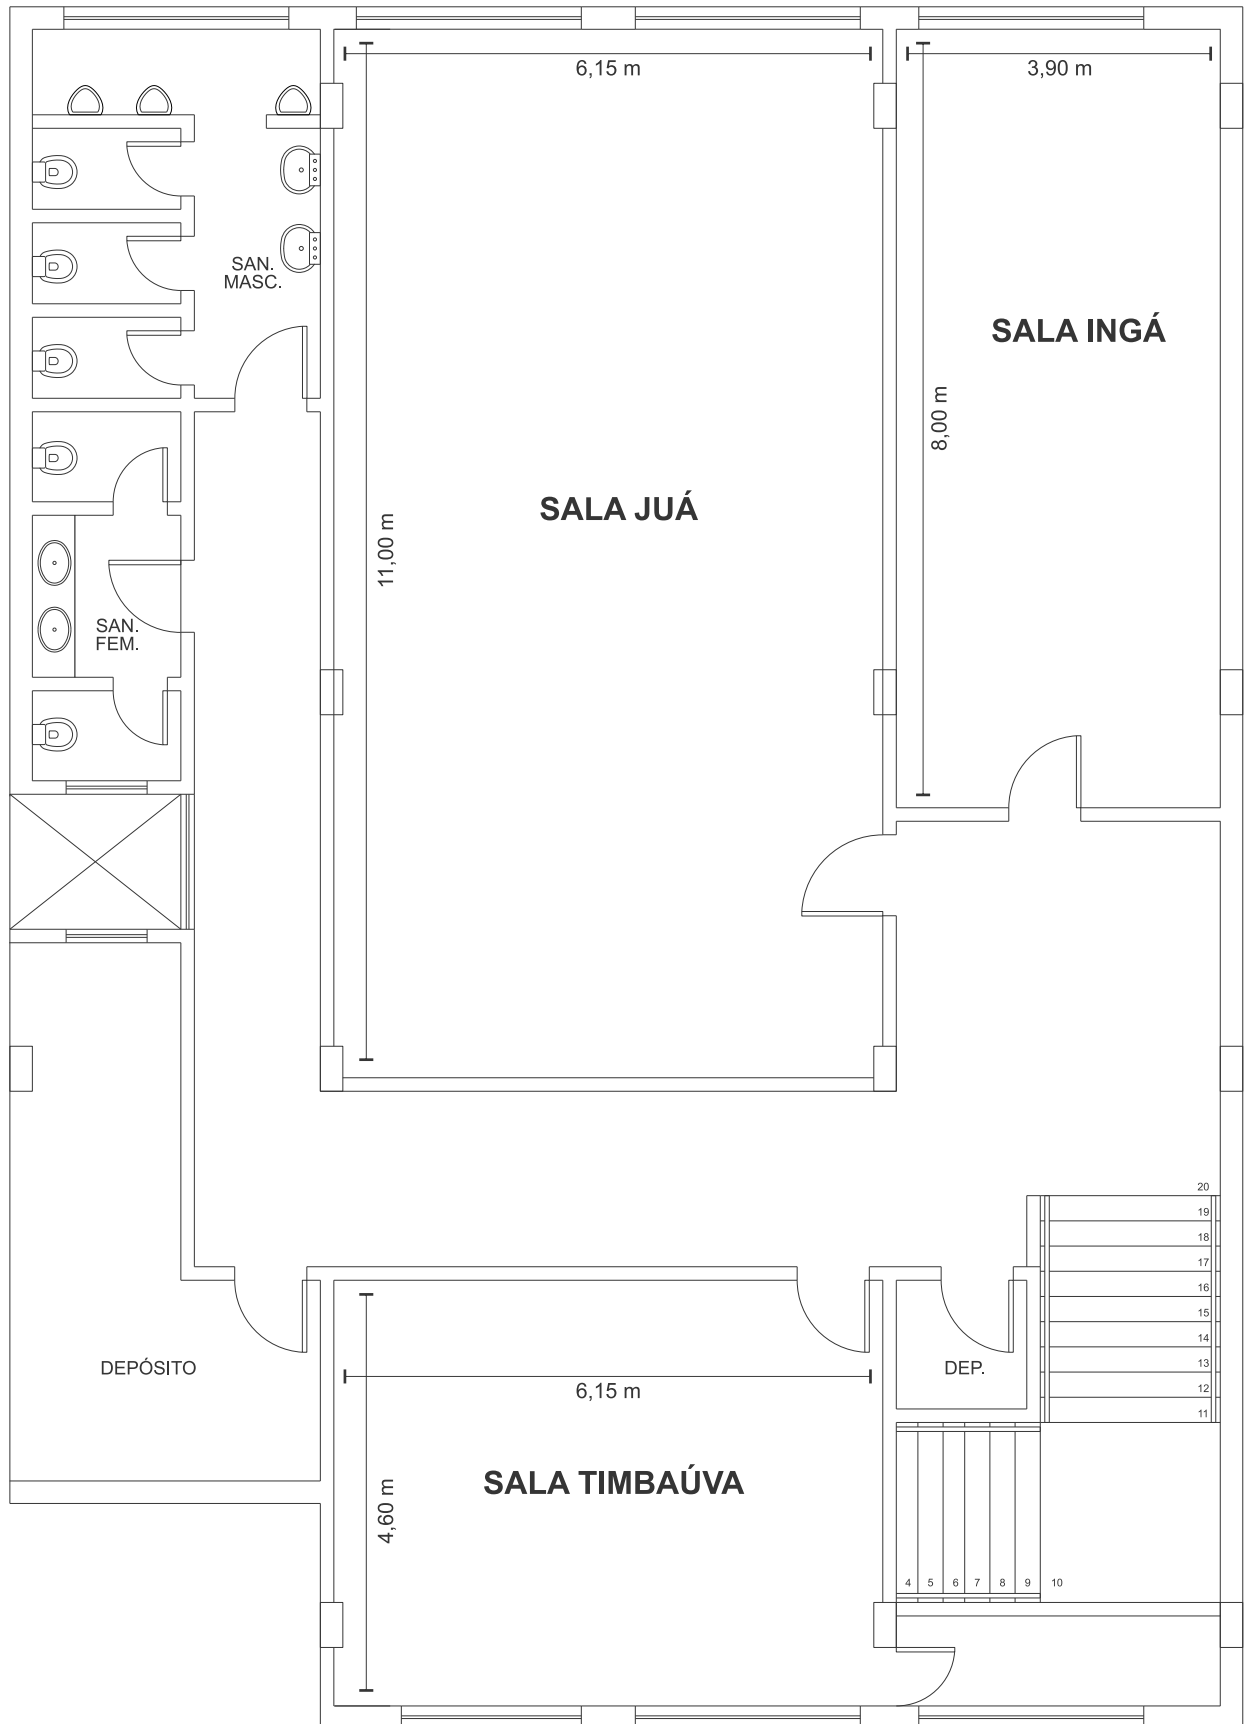 6,15 m
3,90 m
SAN.
MASC.
SALA INGÁ
8,00 m
SALA JUÁ
11,00 m
SAN.
FEM.
20
19
18
17
16
15
14
13
12
11
DEPÓSITO
DEP.
6,15 m
SALA TIMBAÚVA
4,60 m
4 5 6 7 8 9 10